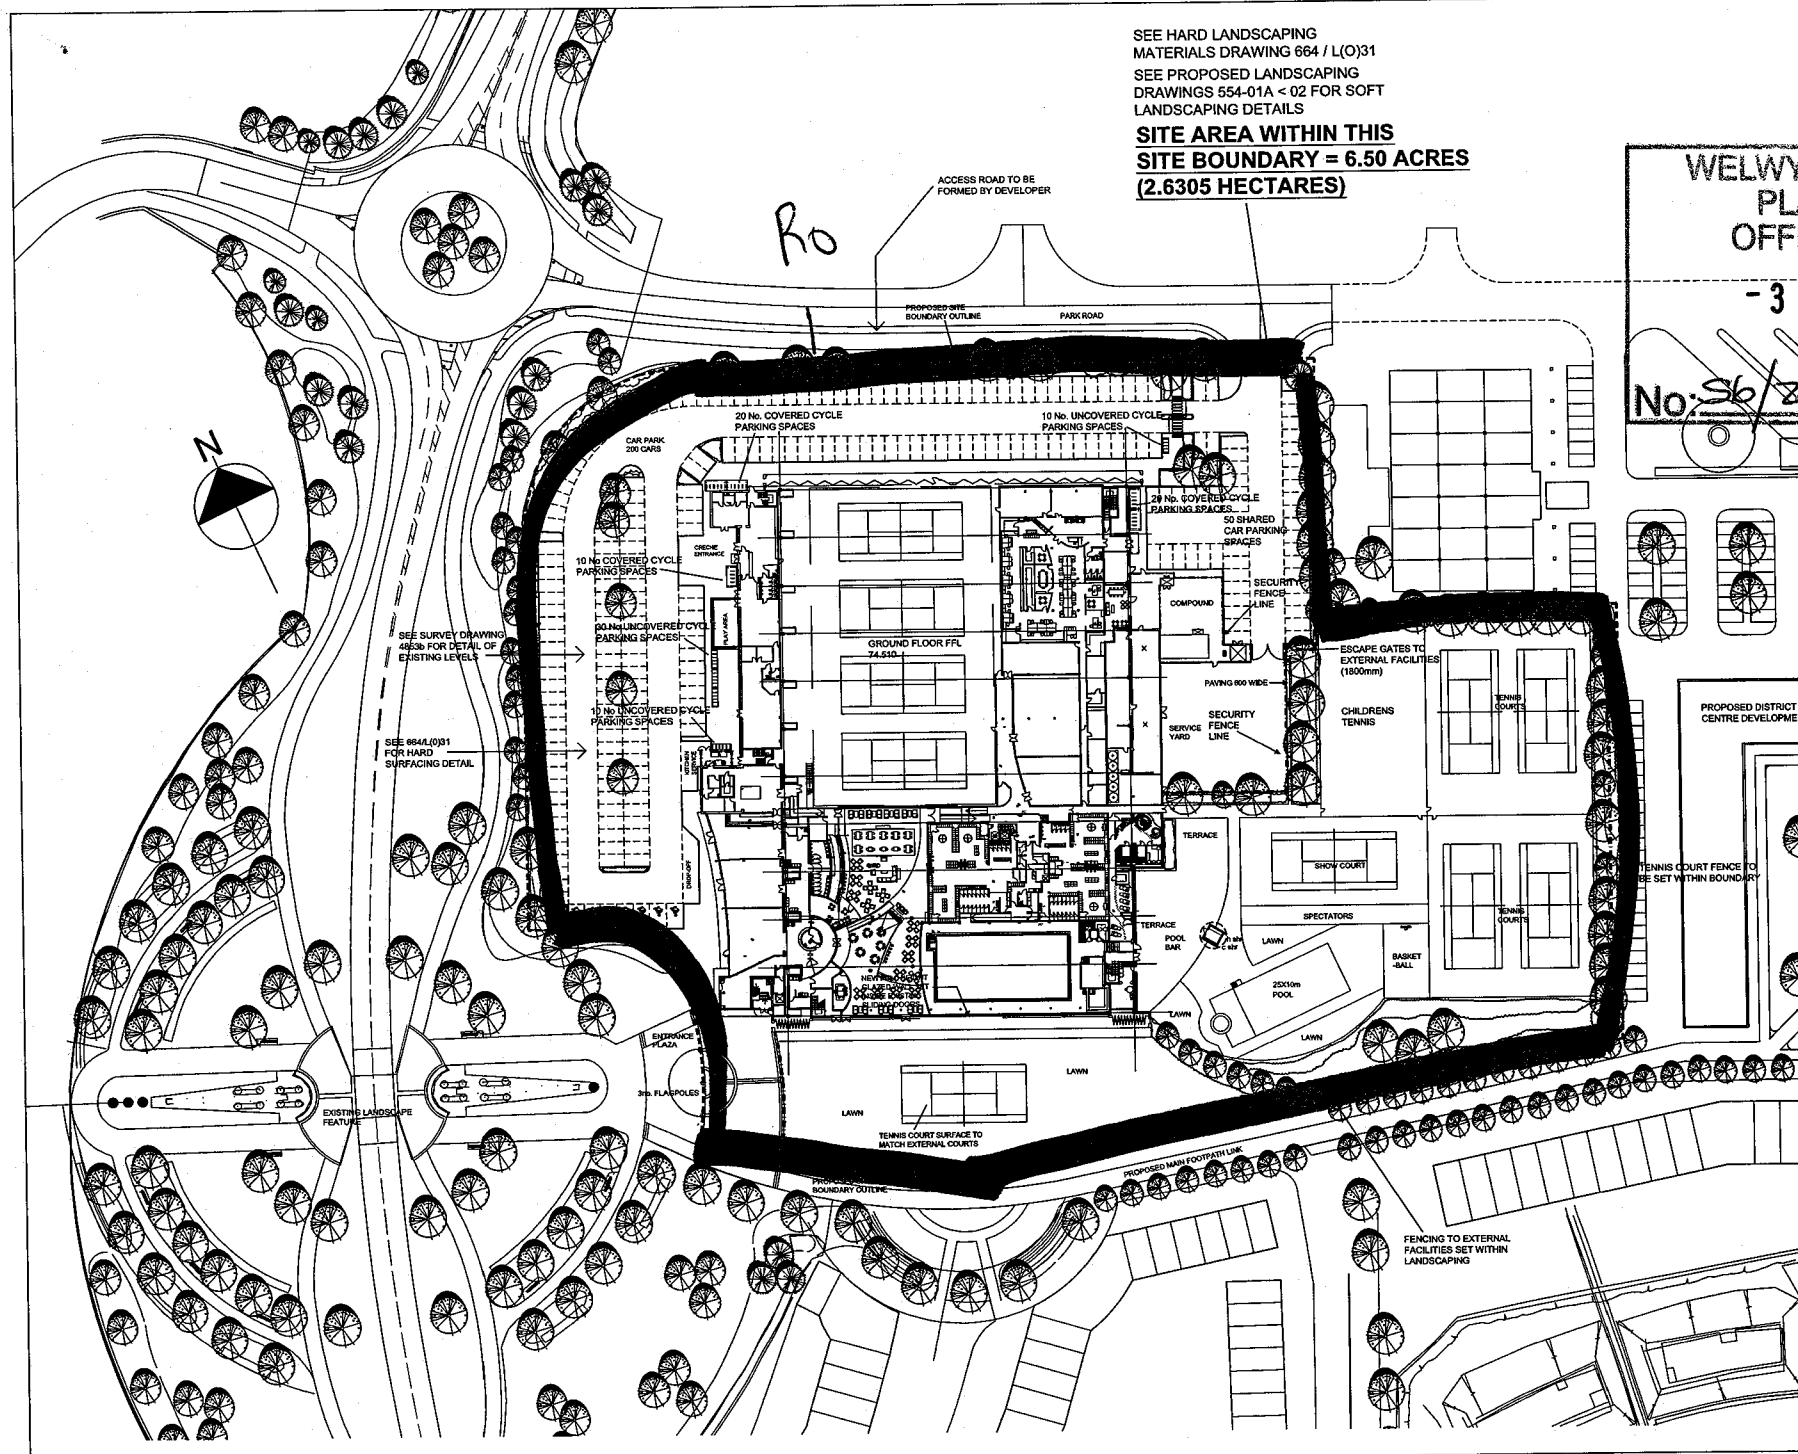 SEE HARD LANDSCAPING
MATERIALS DRAWING 664 / L(O)31
SEE PROPOSED LANDSCAPING
DRAWINGS 554-01A < 02 FOR SOFT
LANDSCAPING DETAILS
SITE AREA WITHIN THIS
SITE BOUNDARY = 6.50 ACRES
(2.6305 HECTARES)
WELWY
PL
OFF
- 3
No: S6/8
ACCESS ROAD TO BE
FORMED BY DEVELOPER
Ro
PROPOSED SITE
BOUNDARY OUTLINE
PARK ROAD
N
CAR PARK
200 CARS
20 No. COVERED CYCLE
PARKING SPACES
10 No. UNCOVERED CYCLE
PARKING SPACES
20 No. COVERED CYCLE
PARKING SPACES
50 SHARED
CAR PARKING
SPACES
CRECHE
ENTRANCE
10 No COVERED CYCLE
PARKING SPACES
SECURITY
FENCE
LINE
COMPOUND
PLAY AREA
SEE SURVEY DRAWING
4853b FOR DETAIL OF
EXISTING LEVELS
30 No UNCOVERED CYCLE
PARKING SPACES
GROUND FLOOR FFL
74.510
ESCAPE GATES TO
EXTERNAL FACILITIES
(1800mm)
PAVING 600 WIDE
10 No UNCOVERED CYCLE
PARKING SPACES
SERVICE
YARD
SECURITY
FENCE
LINE
CHILDRENS
TENNIS
TENNIS
COURTS
PROPOSED DISTRICT
CENTRE DEVELOPME
SEE 664/L(0)31
FOR HARD
SURFACING DETAIL
KITCHEN
SERVICE
TERRACE
DROP-OFF
SHOW COURT
TENNIS COURT FENCE TO
BE SET WITHIN BOUNDARY
SPECTATORS
TENNIS
COURTS
TERRACE
POOL
BAR
LAWN
BASKET
-BALL
25X10m
POOL
LAWN
LAWN
ENTRANCE
PLAZA
3no. FLAGPOLES
LAWN
LAWN
EXISTING LANDSCAPE
FEATURE
TENNIS COURT SURFACE TO
MATCH EXTERNAL COURTS
PROPOSED MAIN FOOTPATH LINK
BOUNDARY OUTLINE
FENCING TO EXTERNAL
FACILITIES SET WITHIN
LANDSCAPING